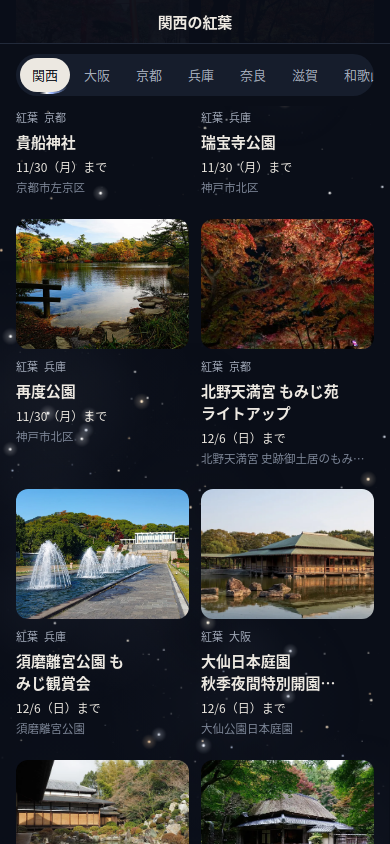 関西の紅葉
関西 大阪 京都 兵庫 奈良 滋賀 和歌
紅葉 京都
貴船神社
11/30（月）まで
京都市左京区
紅葉 兵庫
瑞宝寺公園
11/30（月）まで
神戸市北区
紅葉 兵庫
再度公園
11/30（月）まで
神戸市北区
紅葉 京都
北野天満宮 もみじ苑
ライトアップ
12/6（日）まで
北野天満宮 史跡御土居のもみ…
紅葉 兵庫
須磨離宮公園 も
みじ観賞会
12/6（日）まで
須磨離宮公園
紅葉 大阪
大仙日本庭園
秋季夜間特別開園…
12/6（日）まで
大仙公園日本庭園